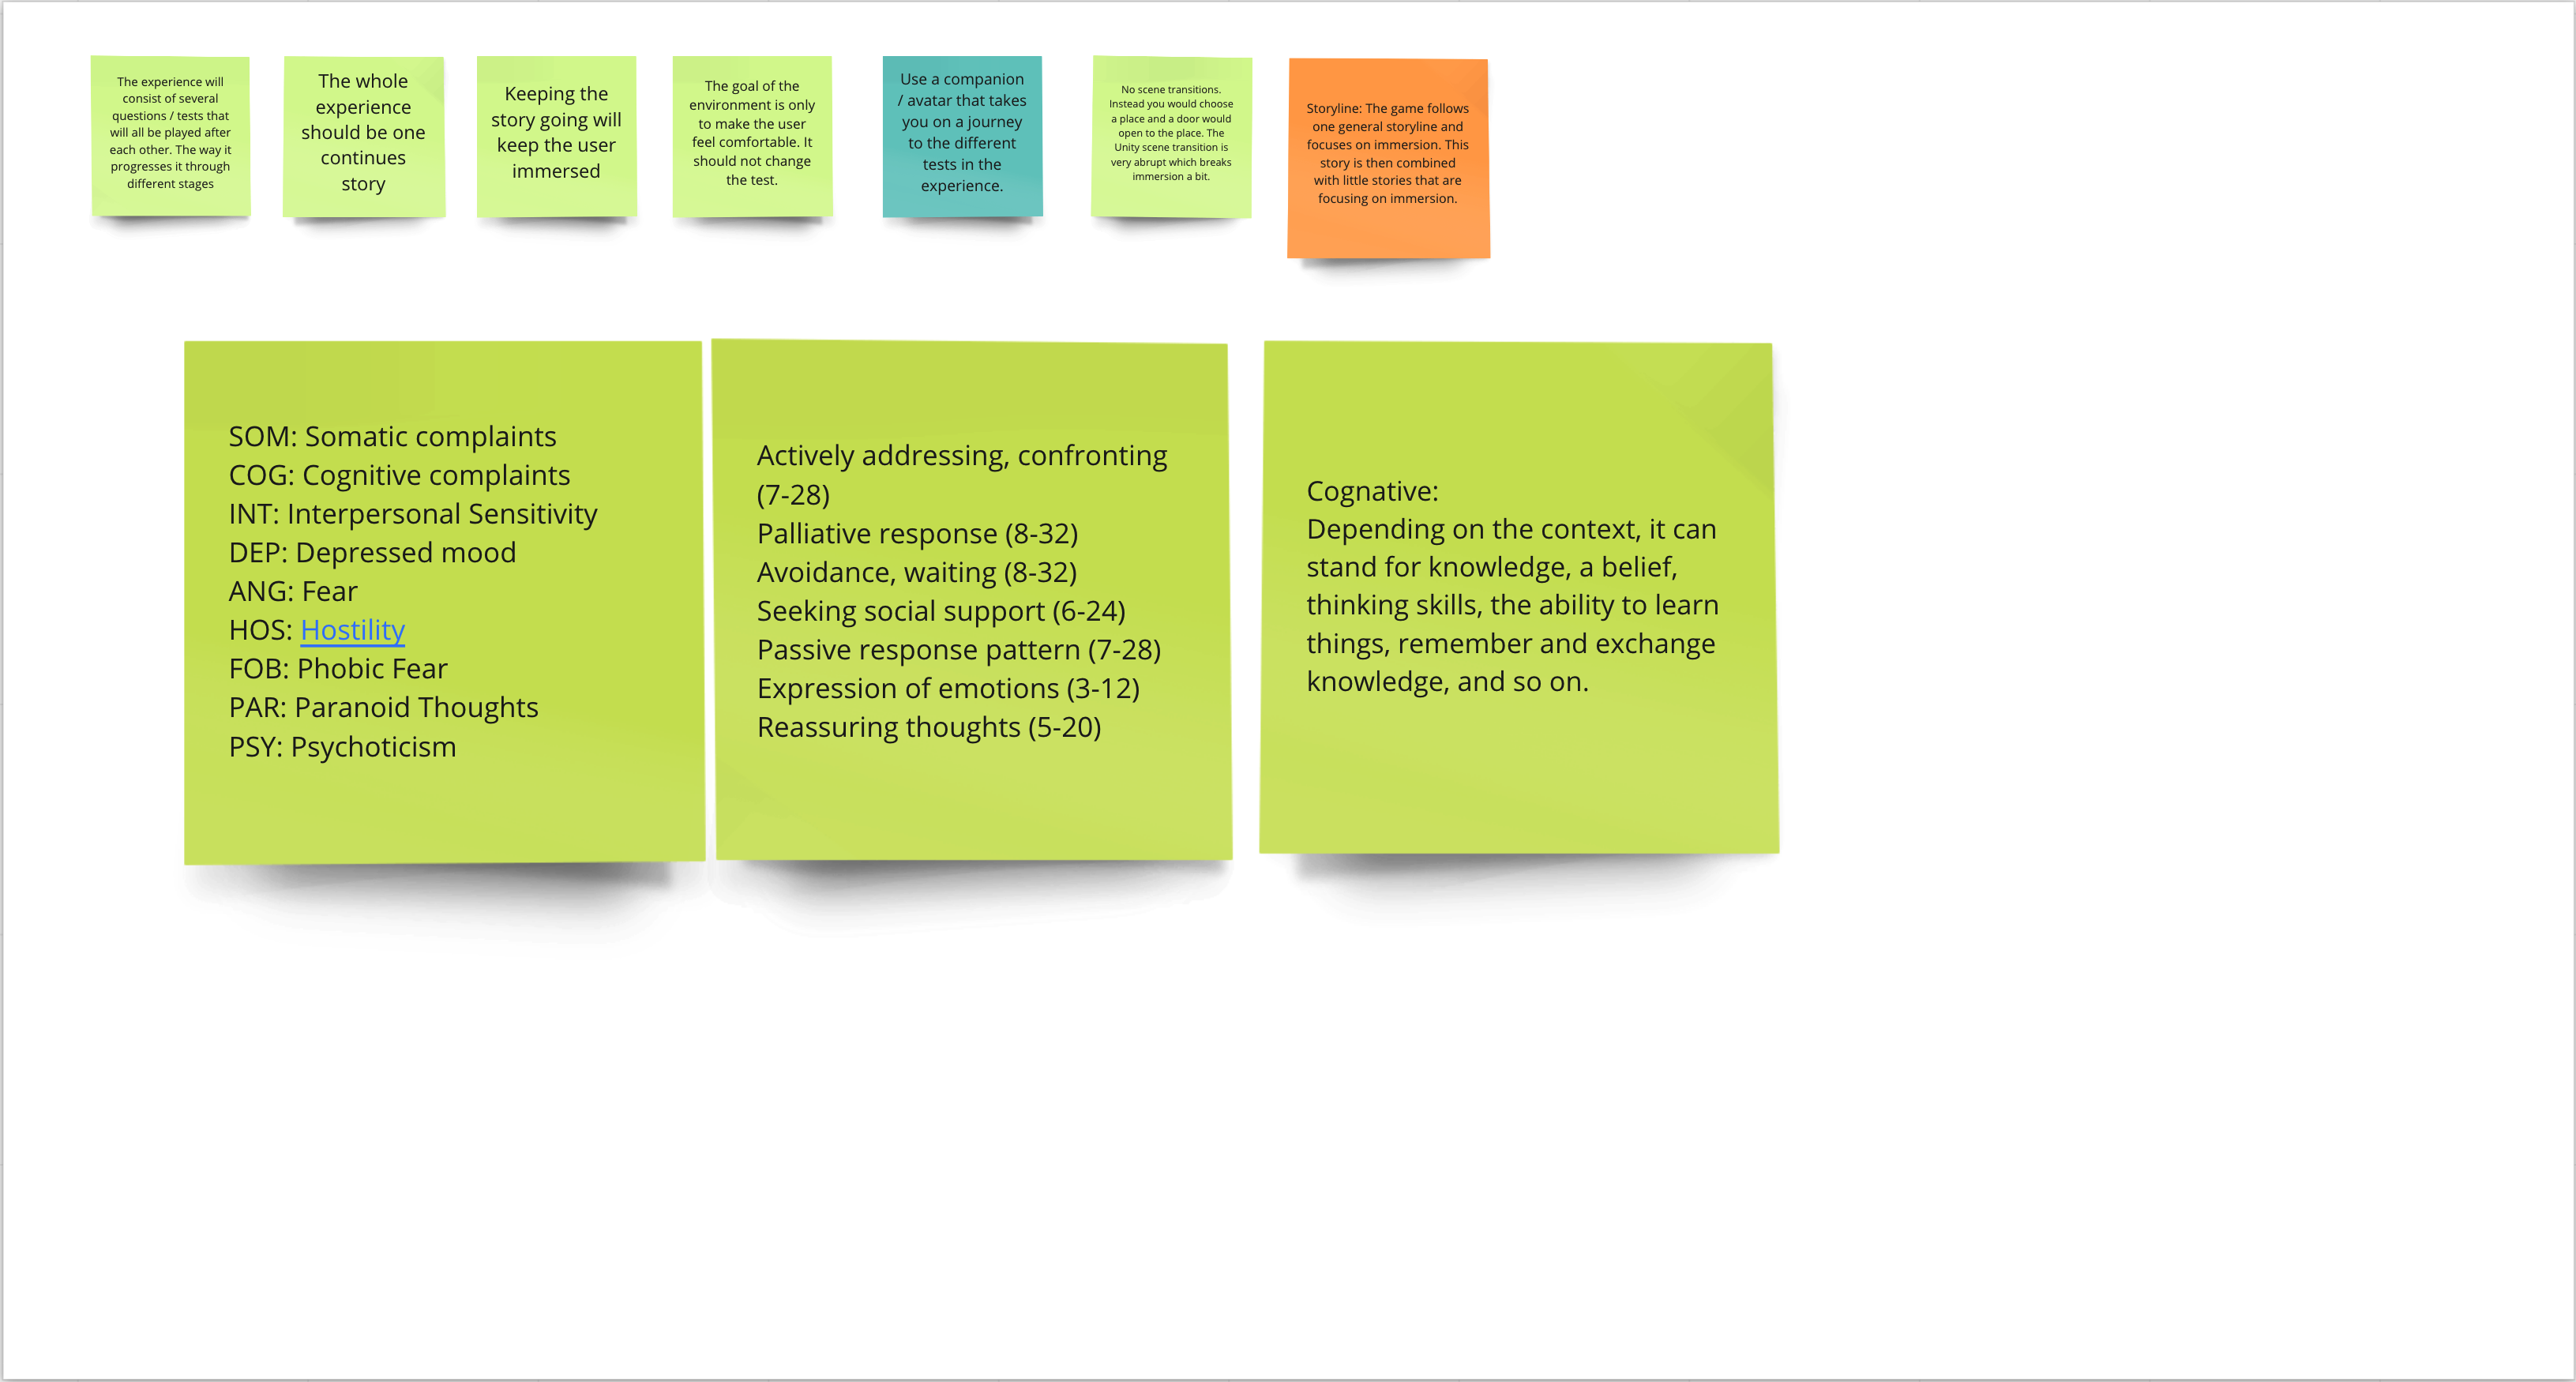 The experience will
consist of several
questions / tests that
will all be played after
each other. The way it
progresses it through
different stages
The whole
experience
should be one
continues
story
Keeping the
story going will
keep the user
immersed
The goal of the
environment is only
to make the user
feel comfortable. It
should not change
the test.
Use a companion
/ avatar that takes
you on a journey
to the different
tests in the
experience.
No scene transitions.
Instead you would choose
a place and a door would
open to the place. The
Unity scene transition is
very abrupt which breaks
immersion a bit.
Storyline: The game follows
one general storyline and
focuses on immersion. This
story is then combined
with little stories that are
focusing on immersion.
SOM: Somatic complaints
COG: Cognitive complaints
INT: Interpersonal Sensitivity
DEP: Depressed mood
ANG: Fear
HOS: Hostility
FOB: Phobic Fear
PAR: Paranoid Thoughts
PSY: Psychoticism
Actively addressing, confronting
(7-28)
Palliative response (8-32)
Avoidance, waiting (8-32)
Seeking social support (6-24)
Passive response pattern (7-28)
Expression of emotions (3-12)
Reassuring thoughts (5-20)
Cognative:
Depending on the context, it can
stand for knowledge, a belief,
thinking skills, the ability to learn
things, remember and exchange
knowledge, and so on.